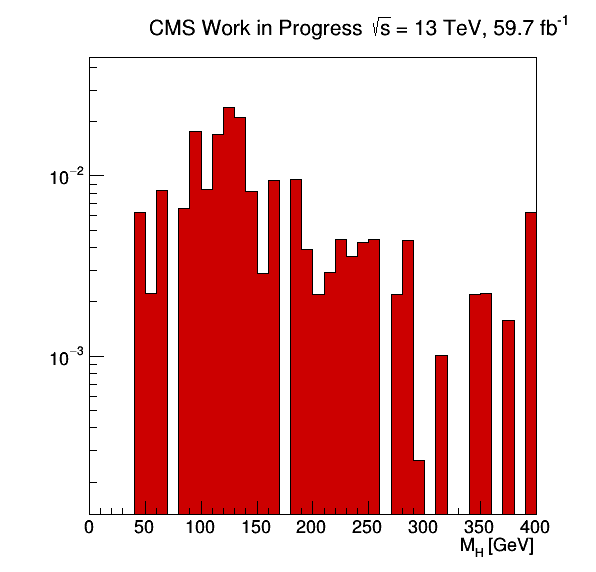 CMS Work in Progress √s = 13 TeV, 59.7 fb⁻¹
10⁻²
10⁻³
0 50 100 150 200 250 300 350 400
M_H [GeV]